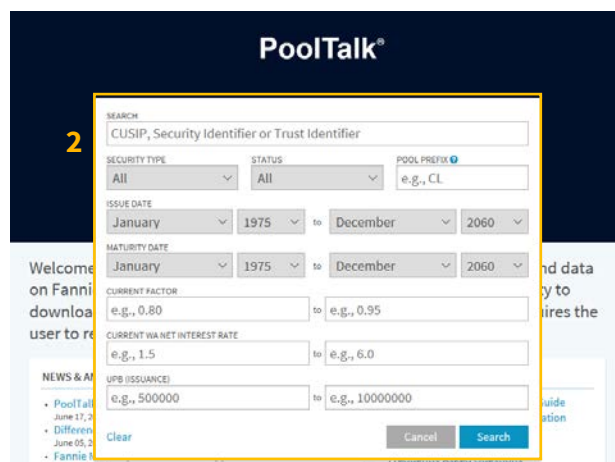 PoolTalk®
2
SEARCH
CUSIP, Security Identifier or Trust Identifier
SECURITY TYPE STATUS POOL PREFIX ?
All All e.g., CL
ISSUE DATE
January 1975 to December 2060
MATURITY DATE
January 1975 to December 2060
Welcome nd data
on Fanni ty to
downloa ires the
user to re
CURRENT FACTOR
e.g., 0.80 to e.g., 0.95
CURRENT WA NET INTEREST RATE
e.g., 1.5 to e.g., 6.0
UPB (ISSUANCE)
e.g., 500000 to e.g., 10000000
Clear Cancel Search
NEWS & A
• PoolTal uide
June 17, 2 ation
• Differen
June 05, 2
• Fannie